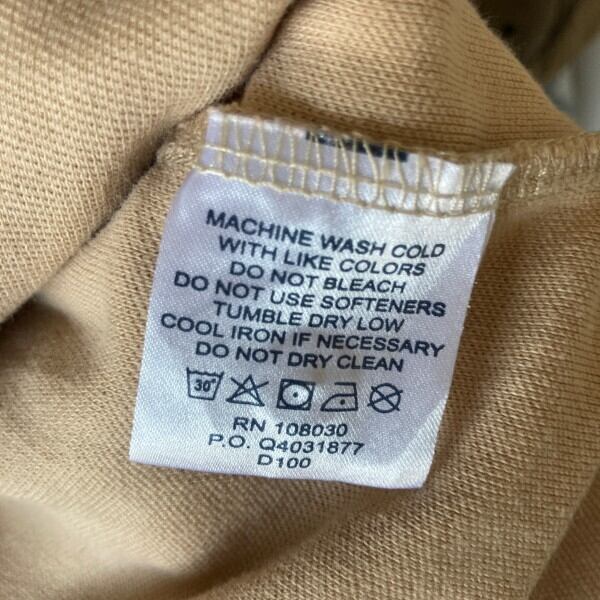 MACHINE WASH COLD
WITH LIKE COLORS
DO NOT BLEACH
DO NOT USE SOFTENERS
TUMBLE DRY LOW
COOL IRON IF NECESSARY
DO NOT DRY CLEAN
30°
RN 108030
P.O. Q4031877
D100